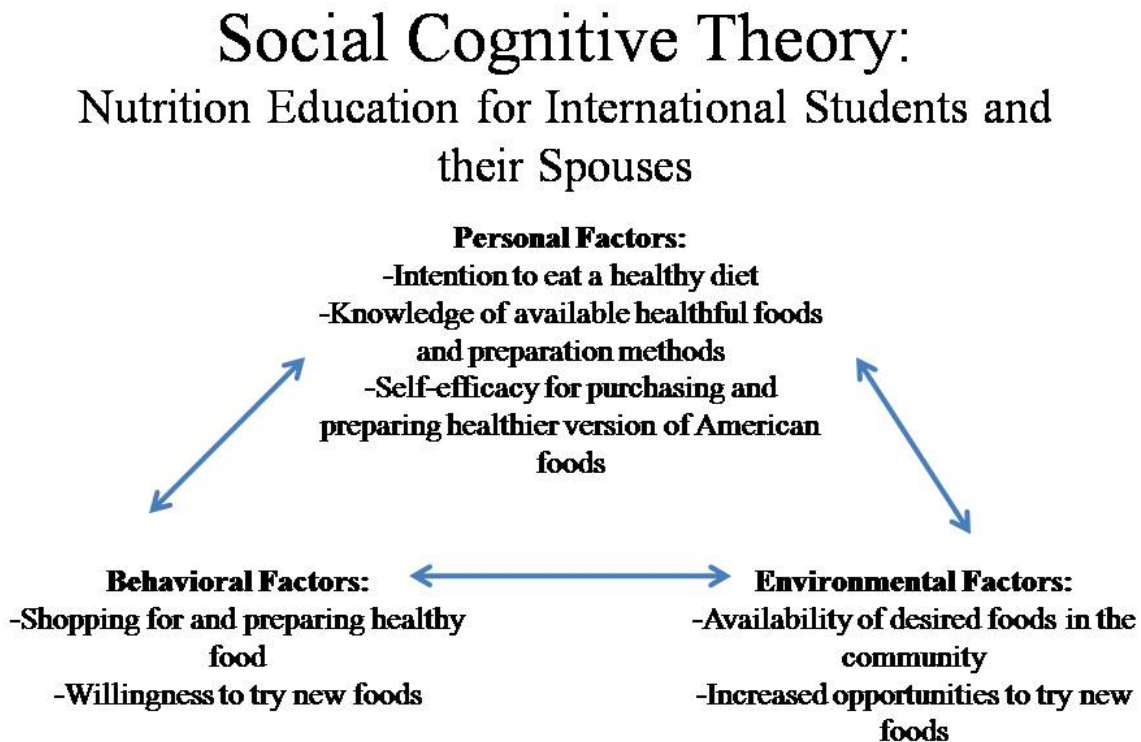 Social Cognitive Theory:
Nutrition Education for International Students and
their Spouses
Personal Factors:
-Intention to eat a healthy diet
-Knowledge of available healthful foods
and preparation methods
-Self-efficacy for purchasing and
preparing healthier version of American
foods
Behavioral Factors:
-Shopping for and preparing healthy
food
-Willingness to try new foods
Environmental Factors:
-Availability of desired foods in the
community
-Increased opportunities to try new
foods